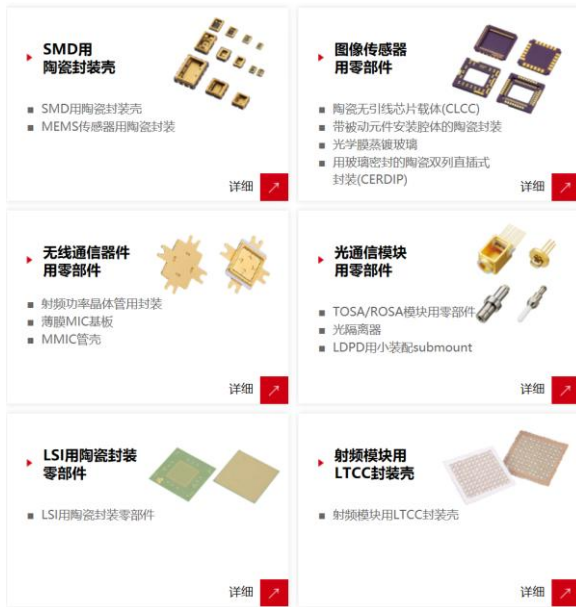 SMD用
陶瓷封装壳
SMD用陶瓷封装壳
MEMS传感器用陶瓷封装
详细
图像传感器
用零部件
陶瓷无引线芯片载体(CLCC)
带被动元件安装腔体的陶瓷封装
光学膜蒸镀玻璃
用玻璃密封的陶瓷双列直插式
封装(CERDIP)
详细
无线通信器件
用零部件
射频功率晶体管用封装
薄膜MIC基板
MMIC管壳
详细
光通信模块
用零部件
TOSA/ROSA模块用零部件
光隔离器
LDPD用小装配submount
详细
LSI用陶瓷封装
零部件
LSI用陶瓷封装零部件
详细
射频模块用
LTCC封装壳
射频模块用LTCC封装壳
详细